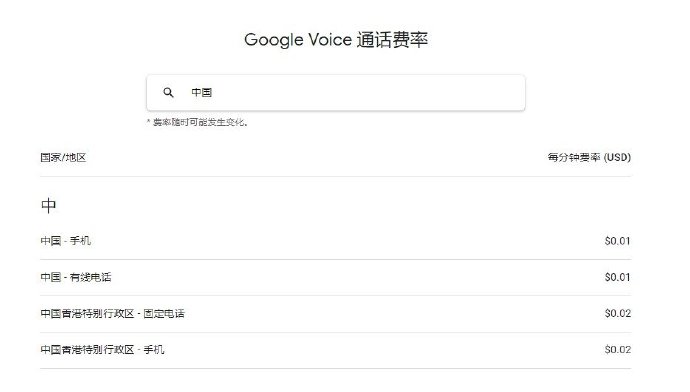 Google Voice 通话费率
中国
* 费率随时可能发生变化。
国家/地区 每分钟费率 (USD)
中
中国 - 手机 $0.01
中国 - 有线电话 $0.01
中国香港特别行政区 - 固定电话 $0.02
中国香港特别行政区 - 手机 $0.02